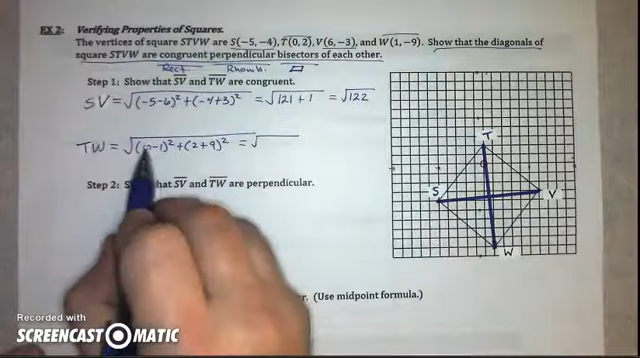 EX 2: Verifying Properties of Squares.
The vertices of square STVW are S(−5, −4), T(0, 2), V(6, −3), and W(1, −9). Show that the diagonals of
square STVW are congruent perpendicular bisectors of each other.
Rect. Rhomb. ▱
Step 1: Show that SV and TW are congruent.
SV = √(-5-6)² + (-4+3)² = √121 + 1 = √122
T
TW = √(0-1)² + (2+9)² = √
Step 2: S that SV and TW are perpendicular.
S
V
W
r. (Use midpoint formula.)
Recorded with
SCREENCAST MATIC